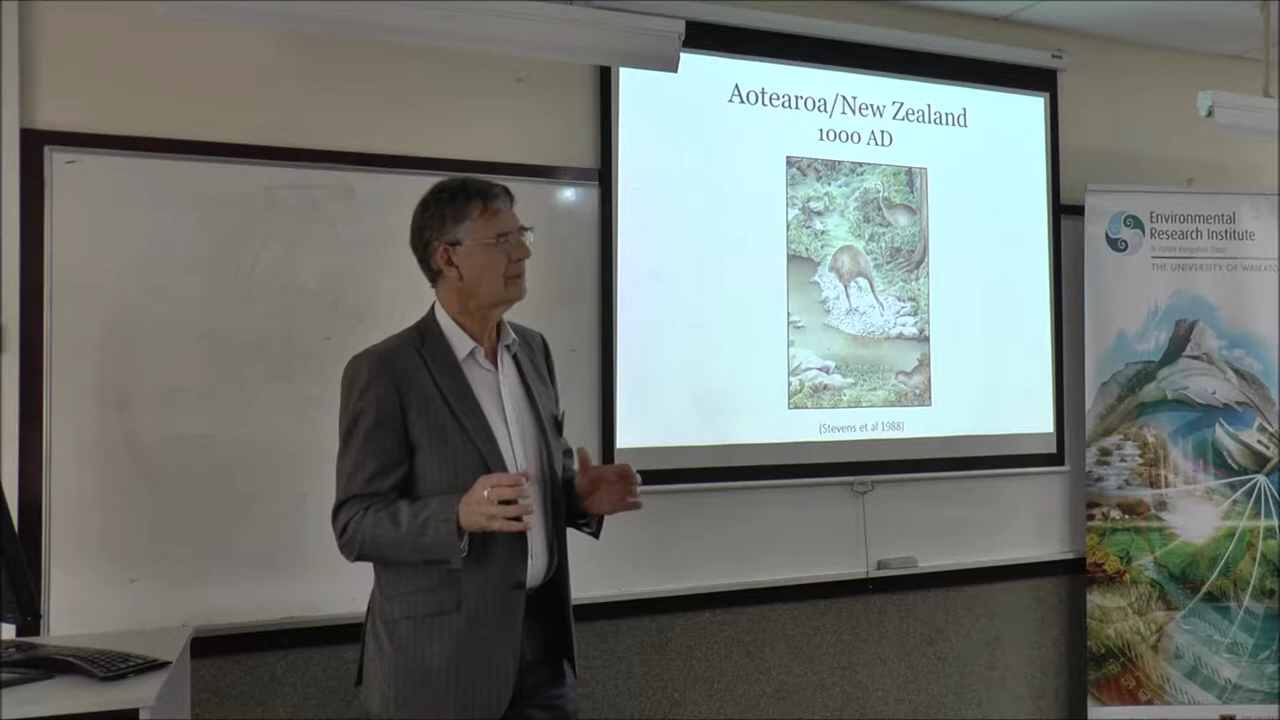 Aotearoa/New Zealand
1000 AD
(Stevens et al 1988)
Environmental
Research Institute
THE UNIVERSITY OF WAIKATO